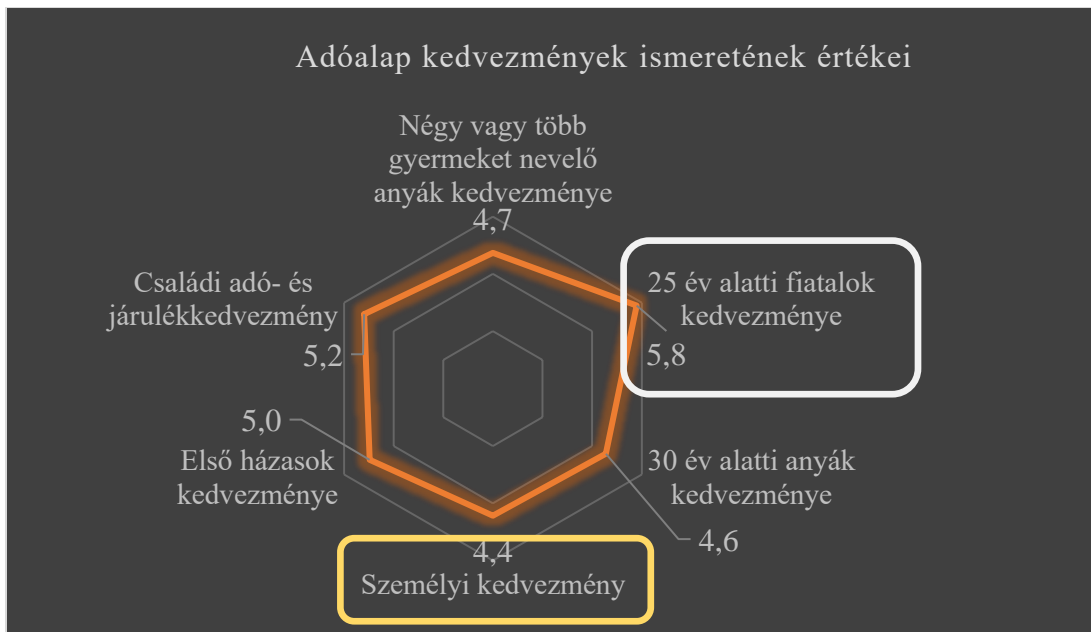 Adóalap kedvezmények ismeretének értékei
Négy vagy több
gyermeket nevelő
anyák kedvezménye
4,7
25 év alatti fiatalok
kedvezménye
5,8
30 év alatti anyák
kedvezménye
4,6
4,4
Személyi kedvezmény
5,0
Első házasok
kedvezménye
Családi adó- és
járulékkedvezmény
5,2